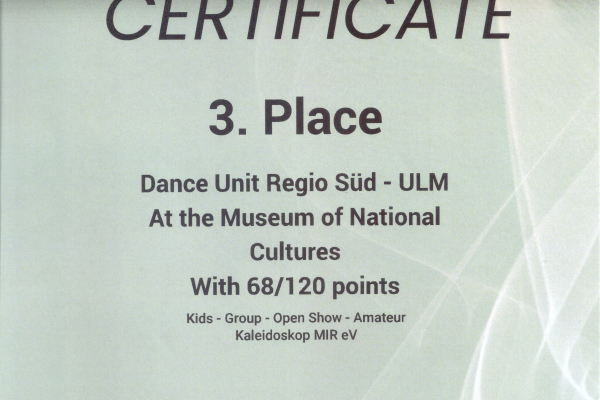 CERTIFICATE
3. Place
Dance Unit Regio Süd - ULM
At the Museum of National
Cultures
With 68/120 points
Kids - Group - Open Show - Amateur
Kaleidoskop MIR eV